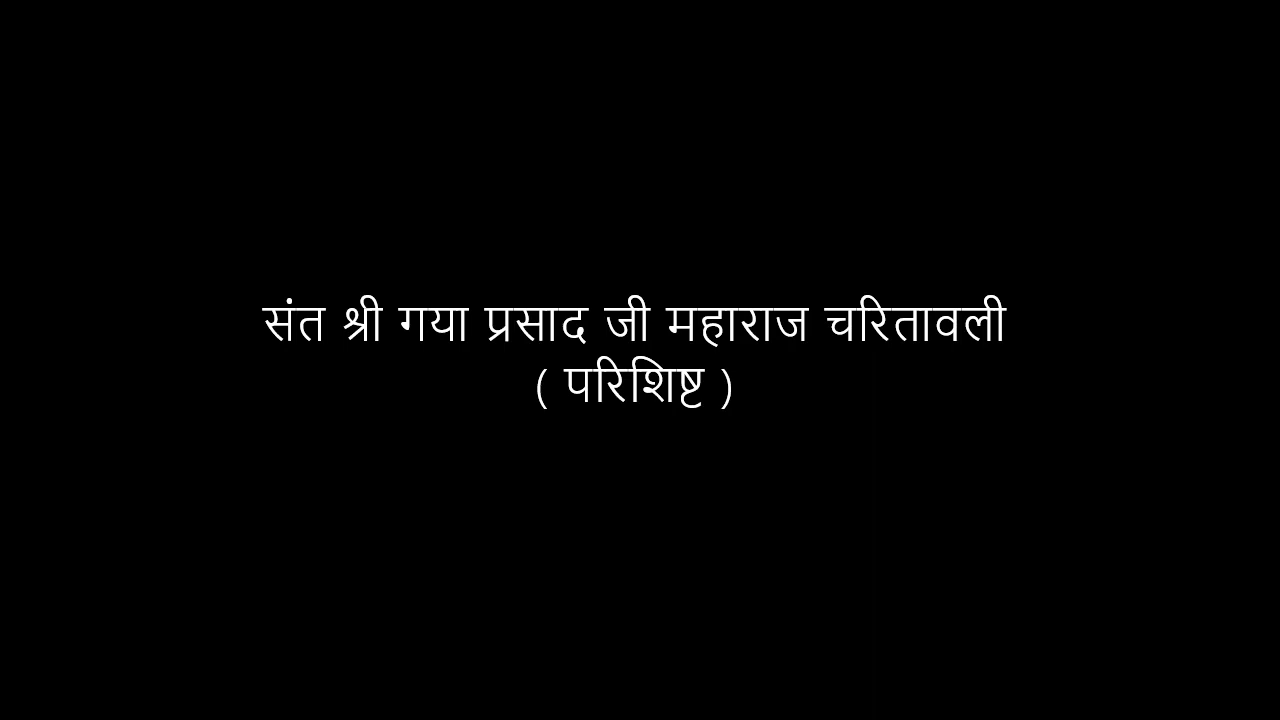 संत श्री गया प्रसाद जी महाराज चरितावली
( परिशिष्ट )